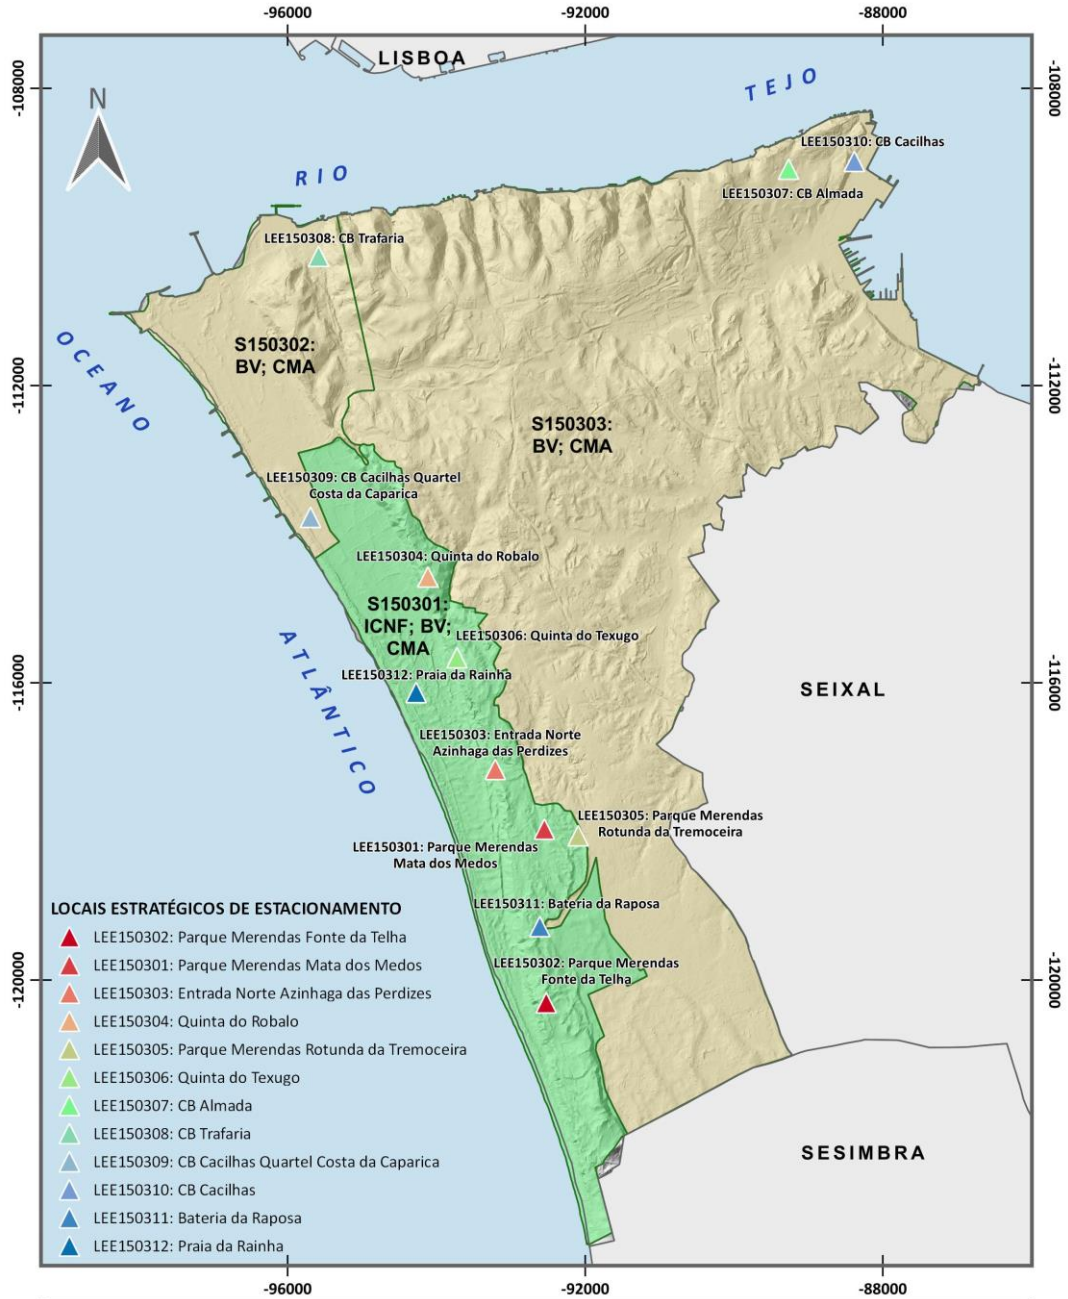 -96000
-92000
-88000
-108000
-108000
LISBOA
TEJO
N
RIO
LEE150310: CB Cacilhas
LEE150307: CB Almada
LEE150308: CB Trafaria
OCEANO
S150302:
BV; CMA
-112000
-112000
S150303:
BV; CMA
LEE150309: CB Cacilhas Quartel
Costa da Caparica
LEE150304: Quinta do Robalo
S150301:
ICNF; BV;
CMA
LEE150306: Quinta do Texugo
ATLÂNTICO
LEE150312: Praia da Rainha
-116000
-116000
SEIXAL
LEE150303: Entrada Norte
Azinhaga das Perdizes
LEE150305: Parque Merendas
Rotunda da Tremoceira
LEE150301: Parque Merendas
Mata dos Medos
LEE150311: Bateria da Raposa
LEE150302: Parque Merendas
Fonte da Telha
-120000
-120000
SESIMBRA
LOCAIS ESTRATÉGICOS DE ESTACIONAMENTO
LEE150302: Parque Merendas Fonte da Telha
LEE150301: Parque Merendas Mata dos Medos
LEE150303: Entrada Norte Azinhaga das Perdizes
LEE150304: Quinta do Robalo
LEE150305: Parque Merendas Rotunda da Tremoceira
LEE150306: Quinta do Texugo
LEE150307: CB Almada
LEE150308: CB Trafaria
LEE150309: CB Cacilhas Quartel Costa da Caparica
LEE150310: CB Cacilhas
LEE150311: Bateria da Raposa
LEE150312: Praia da Rainha
-96000
-92000
-88000